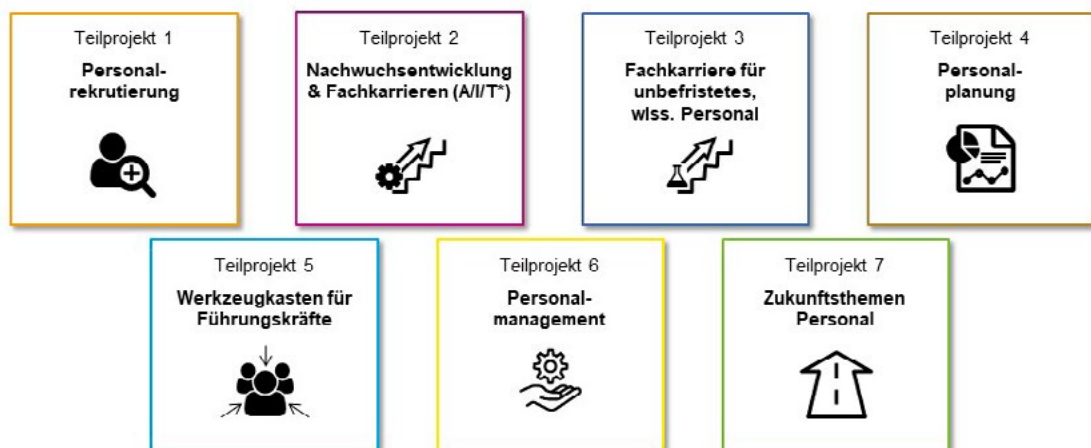 Teilprojekt 1
Personal-
rekrutierung
Teilprojekt 2
Nachwuchsentwicklung
& Fachkarrieren (A/I/T*)
Teilprojekt 3
Fachkarriere für
unbefristetes,
wiss. Personal
Teilprojekt 4
Personal-
planung
Teilprojekt 5
Werkzeugkasten für
Führungskräfte
Teilprojekt 6
Personal-
management
Teilprojekt 7
Zukunftsthemen
Personal